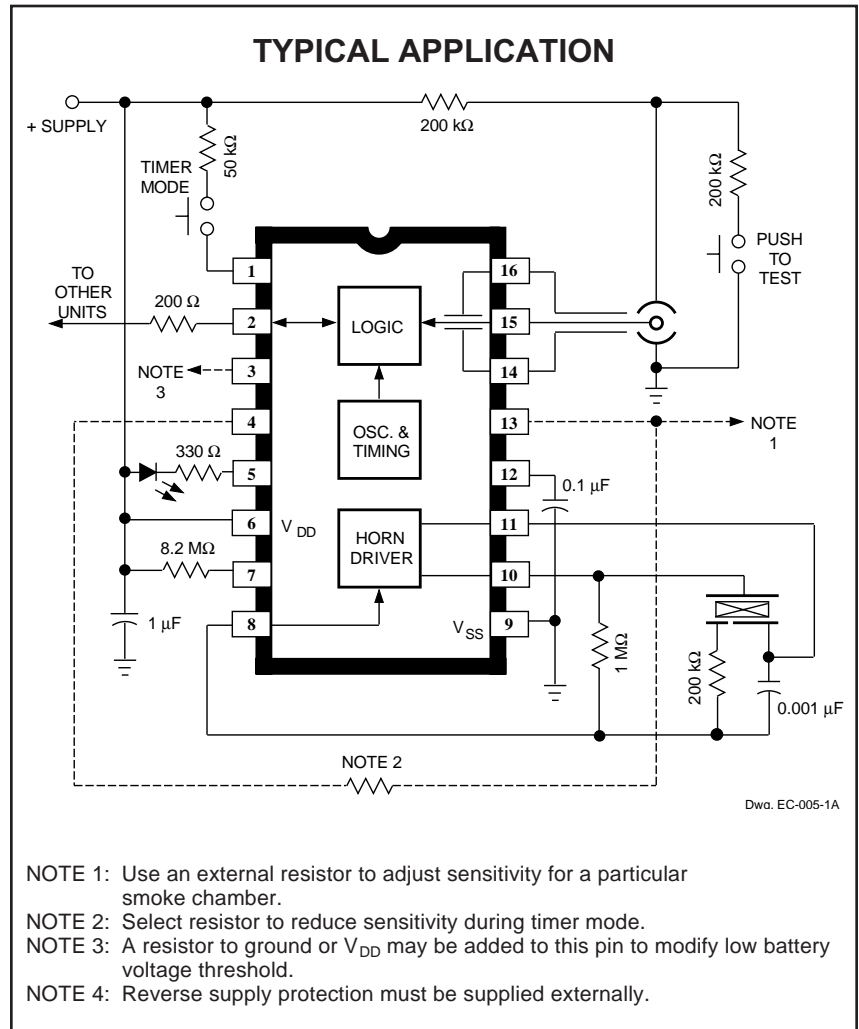 TYPICAL APPLICATION
+ SUPPLY
200 kΩ
50 kΩ
TIMER
MODE
200 kΩ
PUSH
TO
TEST
TO
OTHER
UNITS
200 Ω
NOTE
3
330 Ω
8.2 MΩ
1 µF
1
2
3
4
5
6
7
8
V DD
LOGIC
OSC. &
TIMING
HORN
DRIVER
VSS
16
15
14
13
12
11
10
9
NOTE
1
0.1 µF
1 MΩ
200 kΩ
0.001 µF
NOTE 2
Dwg. EC-005-1A
NOTE 1: Use an external resistor to adjust sensitivity for a particular
smoke chamber.
NOTE 2: Select resistor to reduce sensitivity during timer mode.
NOTE 3: A resistor to ground or VDD may be added to this pin to modify low battery
voltage threshold.
NOTE 4: Reverse supply protection must be supplied externally.